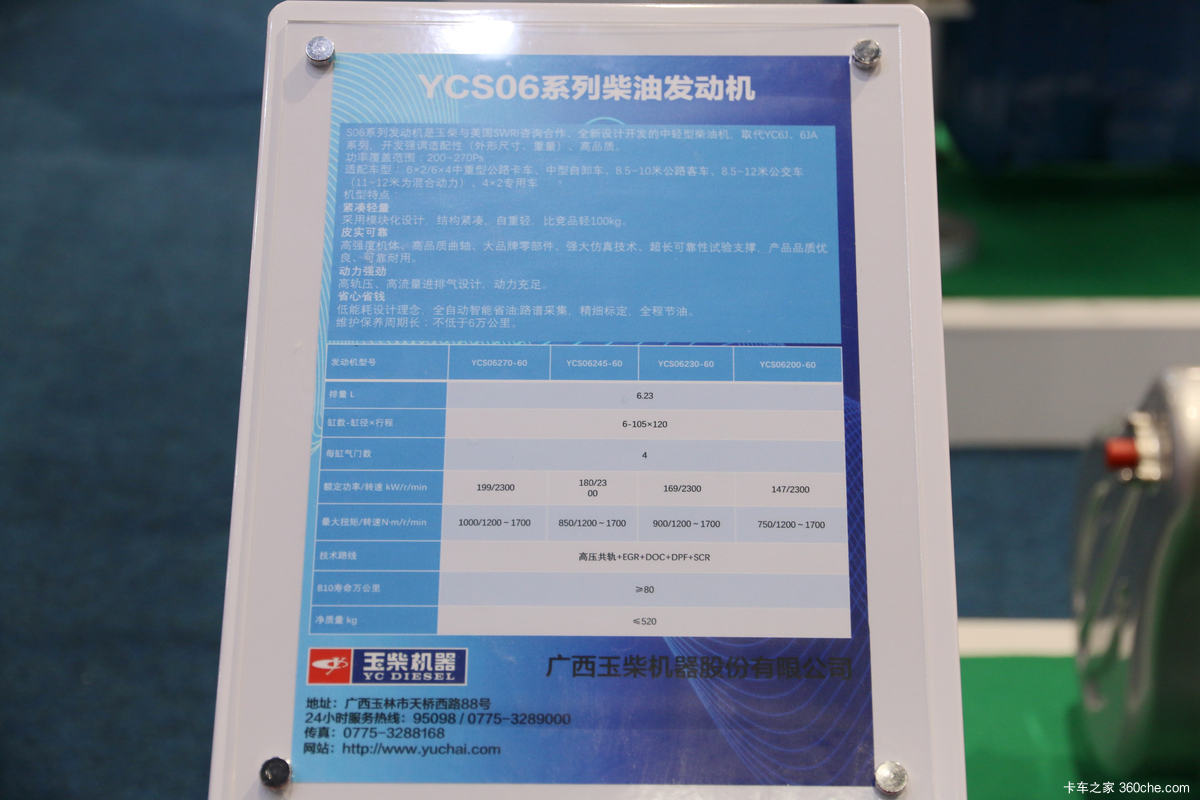 YCS06系列柴油发动机
S06系列发动机是玉柴与美国SWRI咨询合作、全新设计开发的中轻型柴油机，取代YC6J、6JA
系列，开发强调适配性（外形尺寸、重量）、高品质。
功率覆盖范围：200-270Ps
适配车型：6×2/6×4中重型公路卡车、中型自卸车、8.5-10米公路客车、8.5-12米公交车
（11-12米为混合动力）、4×2专用车
机型特点：
紧凑轻量
采用模块化设计，结构紧凑，自重轻，比竞品轻100kg。
皮实可靠
高强度机体、高品质曲轴、大品牌零部件、强大仿真技术、超长可靠性试验支撑，产品品质优
良、可靠耐用。
动力强劲
高轨压、高流量进排气设计，动力充足。
省心省钱
低能耗设计理念，全自动智能省油;路谱采集，精细标定，全程节油。
维护保养周期长：不低于6万公里。
发动机型号 YCS06270-60 YCS06245-60 YCS06230-60 YCS06200-60
排量 L 6.23
缸数-缸径×行程 6-105×120
每缸气门数 4
额定功率/转速 kW/r/min 199/2300 180/2300 169/2300 147/2300
最大扭矩/转速N·m/r/min 1000/1200～1700 850/1200～1700 900/1200～1700 750/1200～1700
技术路线 高压共轨+EGR+DOC+DPF+SCR
B10寿命万公里 ≥80
净质量 kg ≤520
玉柴机器 广西玉柴机器股份有限公司
YC DIESEL
地址：广西玉林市天桥西路88号
24小时服务热线：95098 / 0775-3289000
传真：0775-3288168
网站：http://www.yuchai.com
卡车之家 360che.com